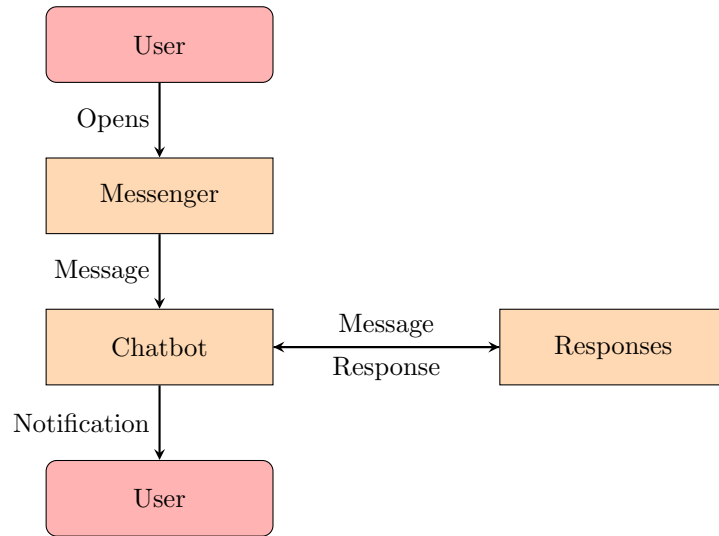 User
Opens
Messenger
Message
Message
Chatbot
Responses
Response
Notification
User